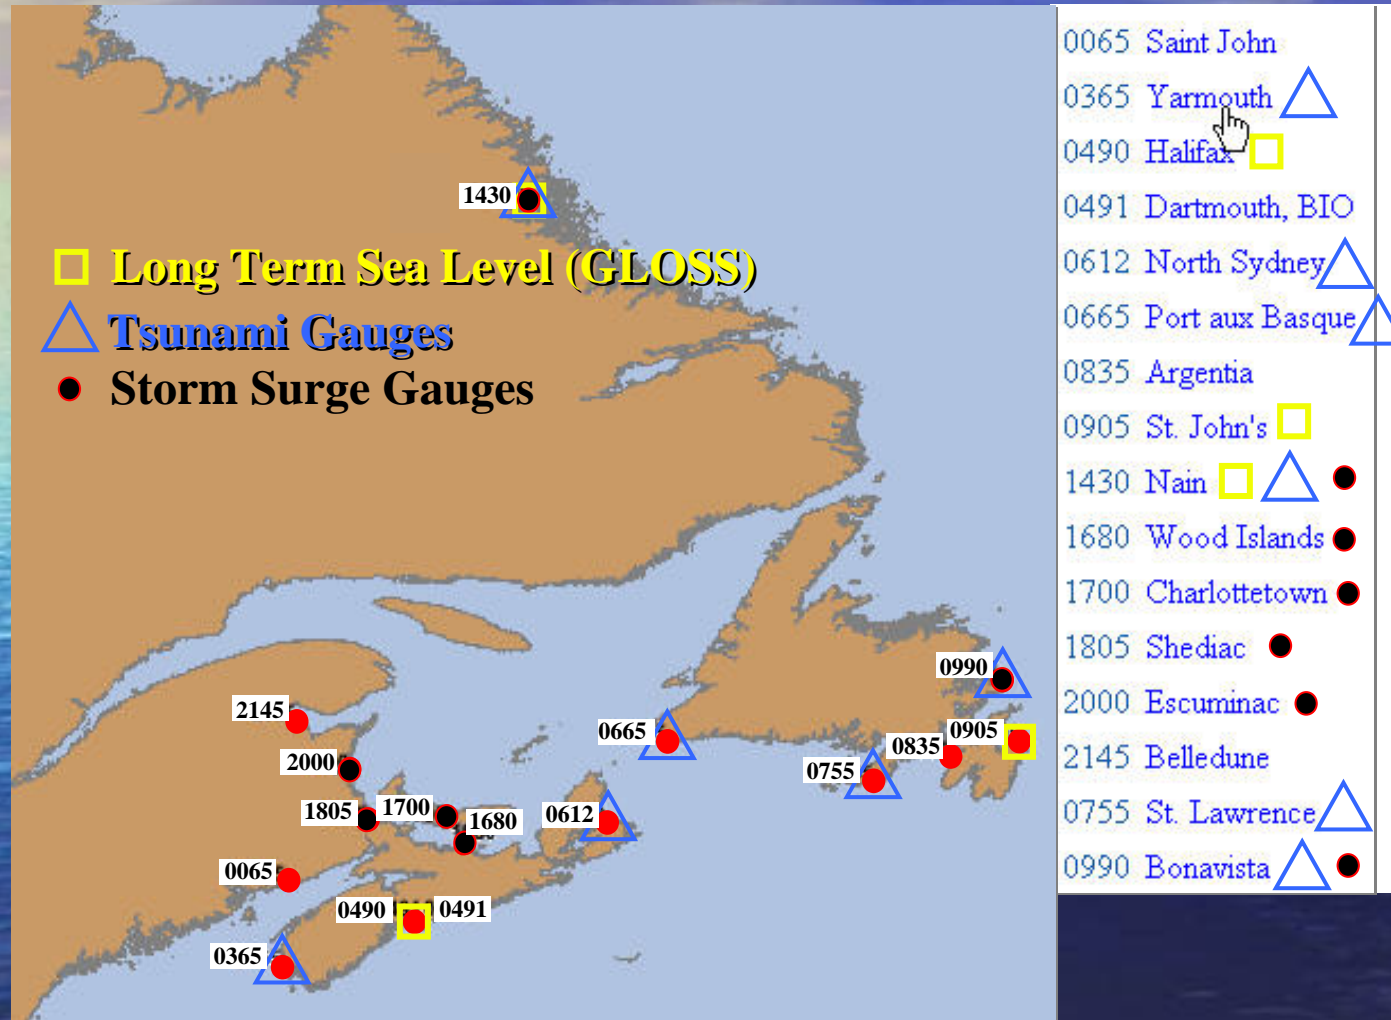 1430
Long Term Sea Level (GLOSS)
Tsunami Gauges
Storm Surge Gauges
0990
2145
0665
0905
0835
2000
0755
1805
1700
1680
0612
0065
0490
0491
0365
0065 Saint John
0365 Yarmouth
0490 Halifax
0491 Dartmouth, BIO
0612 North Sydney
0665 Port aux Basque
0835 Argentia
0905 St. John's
1430 Nain
1680 Wood Islands
1700 Charlottetown
1805 Shediac
2000 Escuminac
2145 Belledune
0755 St. Lawrence
0990 Bonavista